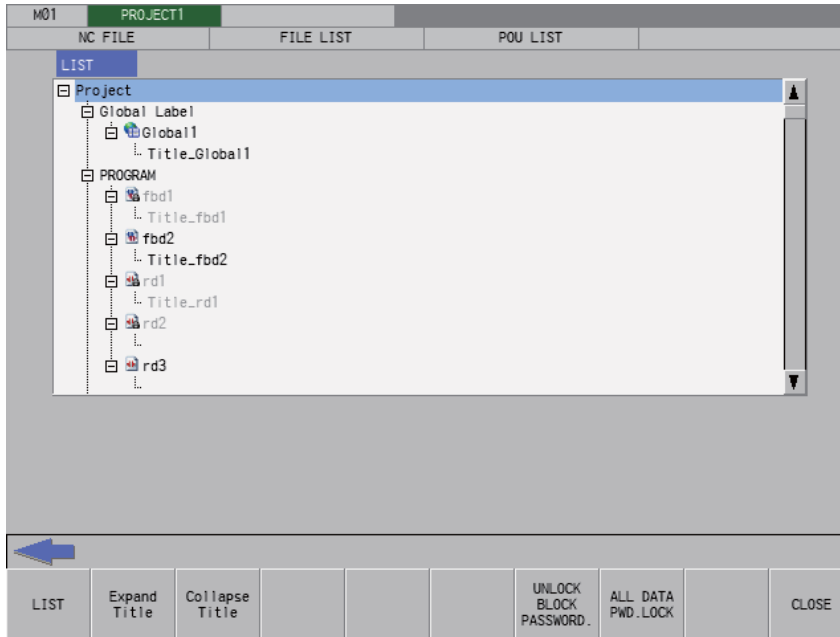 M01 PROJECT1
NC FILE FILE LIST POU LIST
LIST
Project
Global Label
Global1
Title_Global1
PROGRAM
fbd1
Title_fbd1
fbd2
Title_fbd2
rd1
Title_rd1
rd2
rd3
LIST
Expand
Title
Collapse
Title
UNLOCK
BLOCK
PASSWORD.
ALL DATA
PWD.LOCK
CLOSE